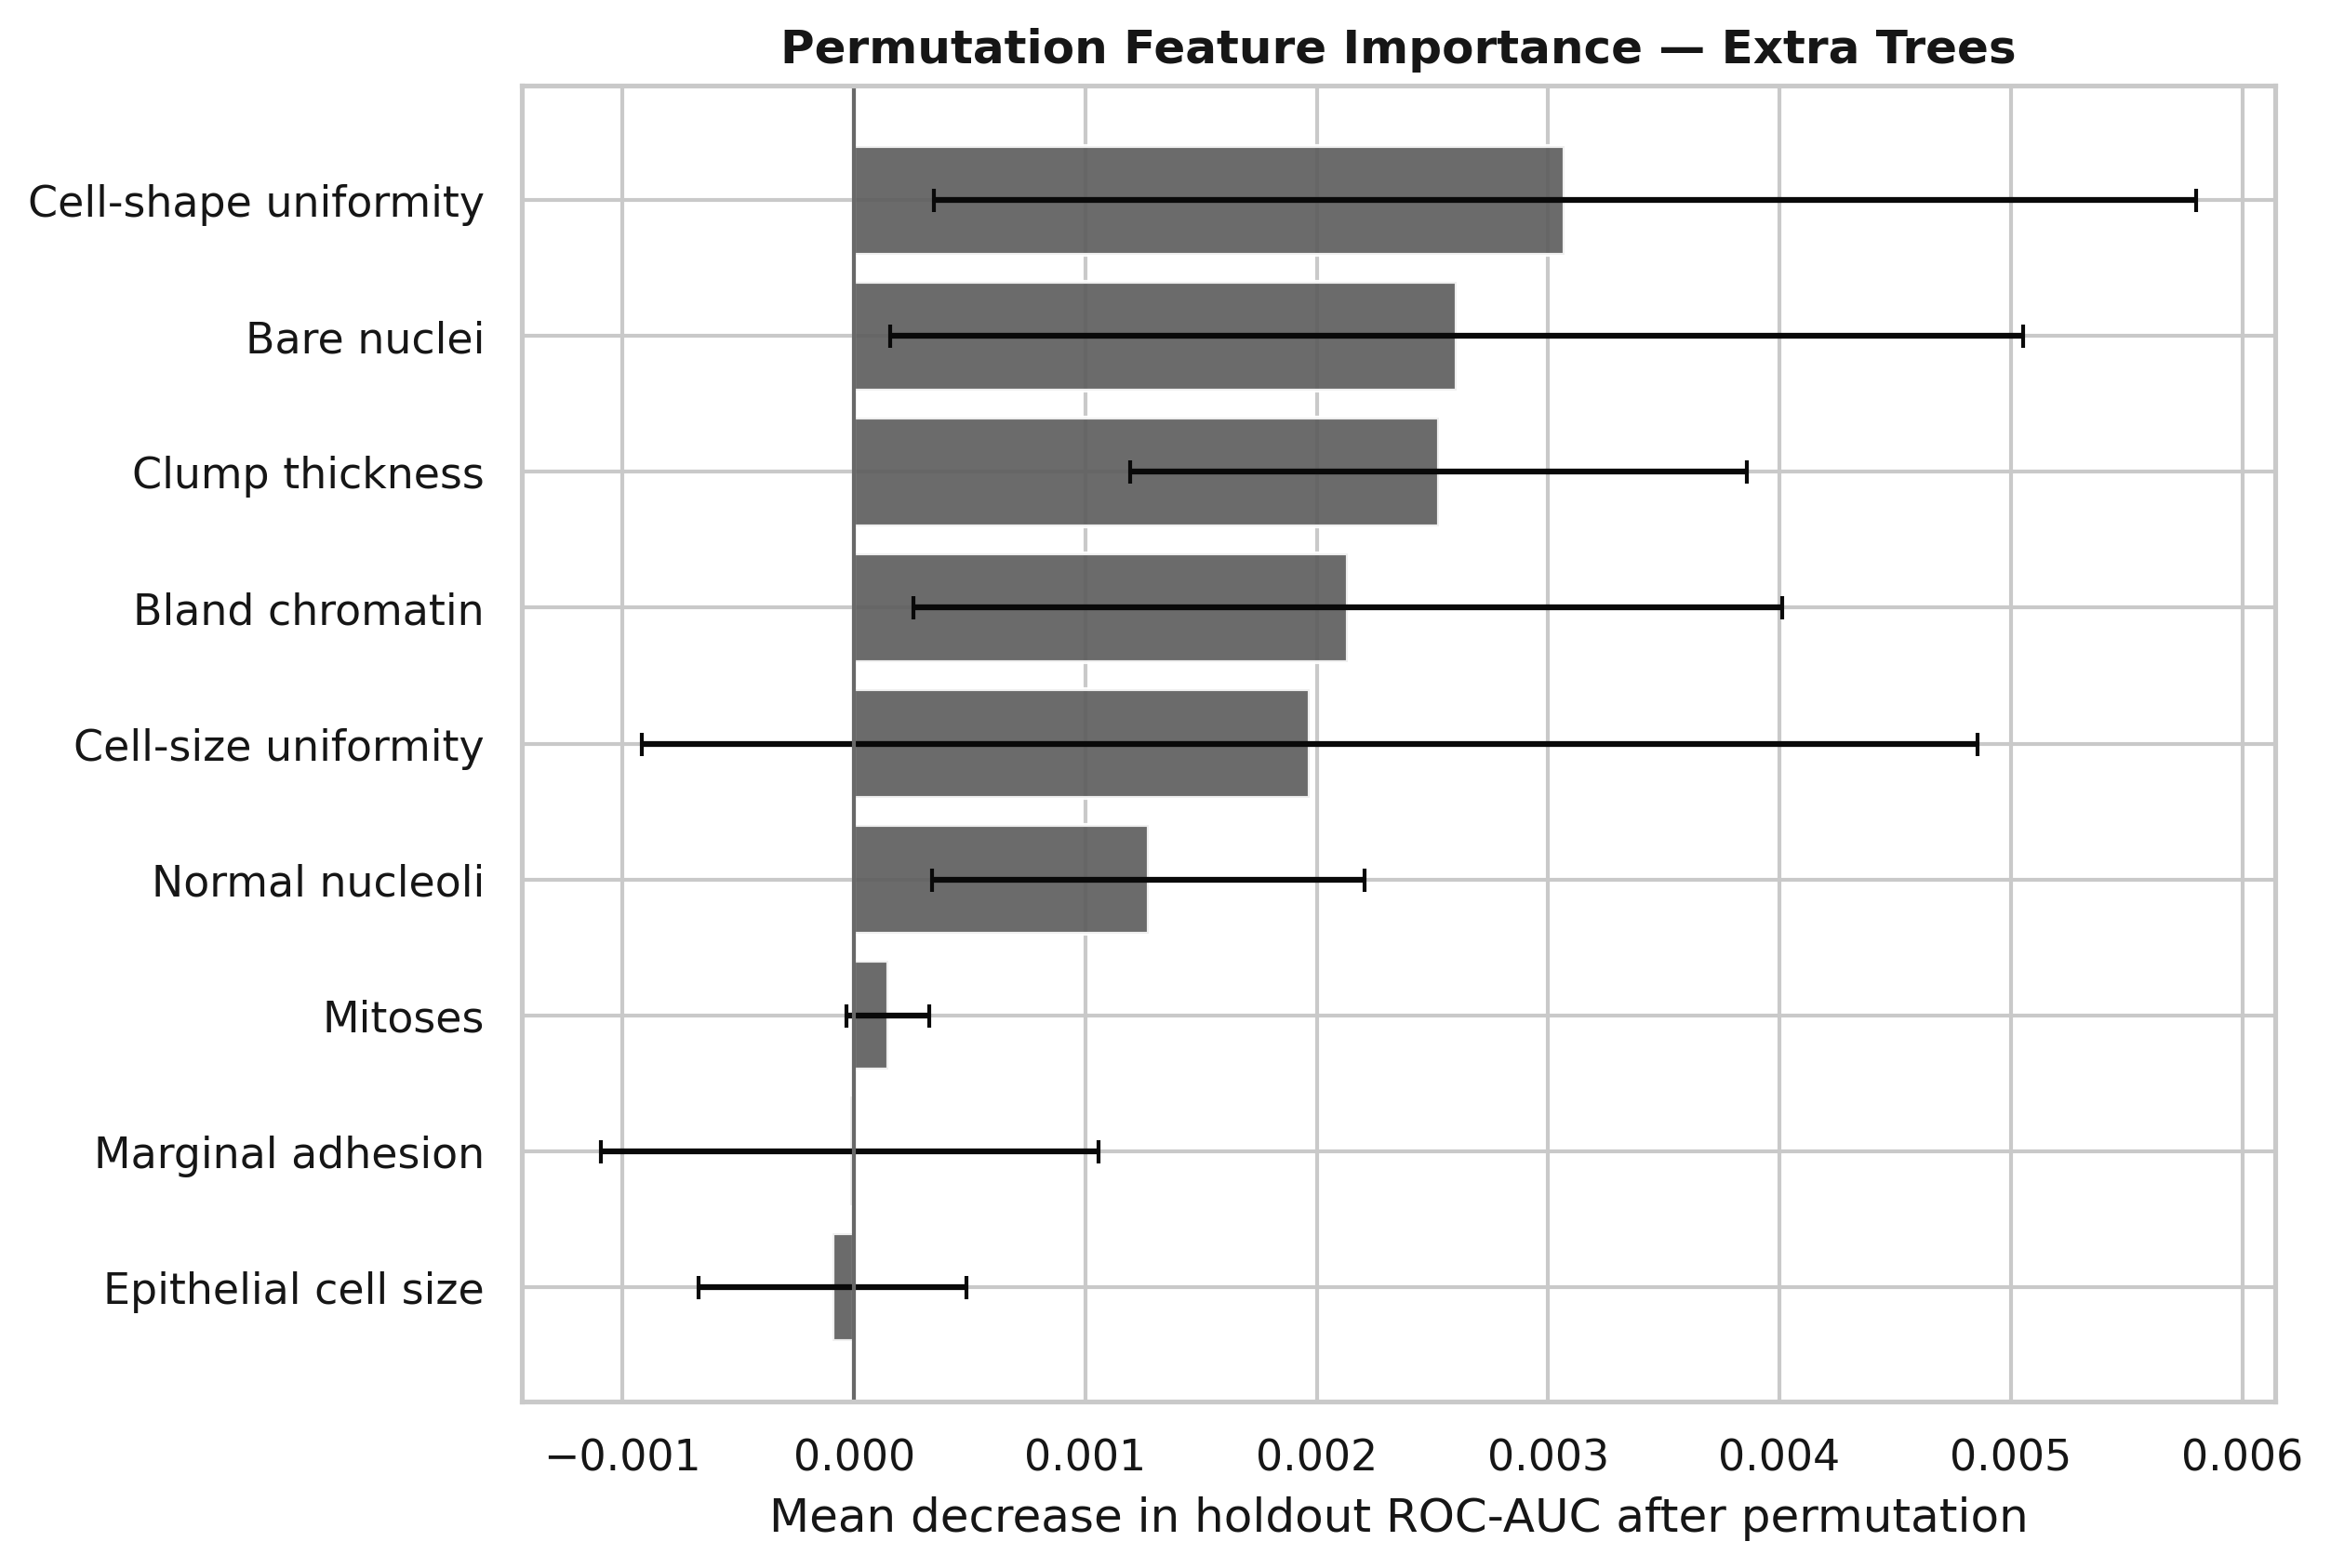 Permutation Feature Importance — Extra Trees
Cell-shape uniformity
Bare nuclei
Clump thickness
Bland chromatin
Cell-size uniformity
Normal nucleoli
Mitoses
Marginal adhesion
Epithelial cell size
−0.001 0.000 0.001 0.002 0.003 0.004 0.005 0.006
Mean decrease in holdout ROC-AUC after permutation